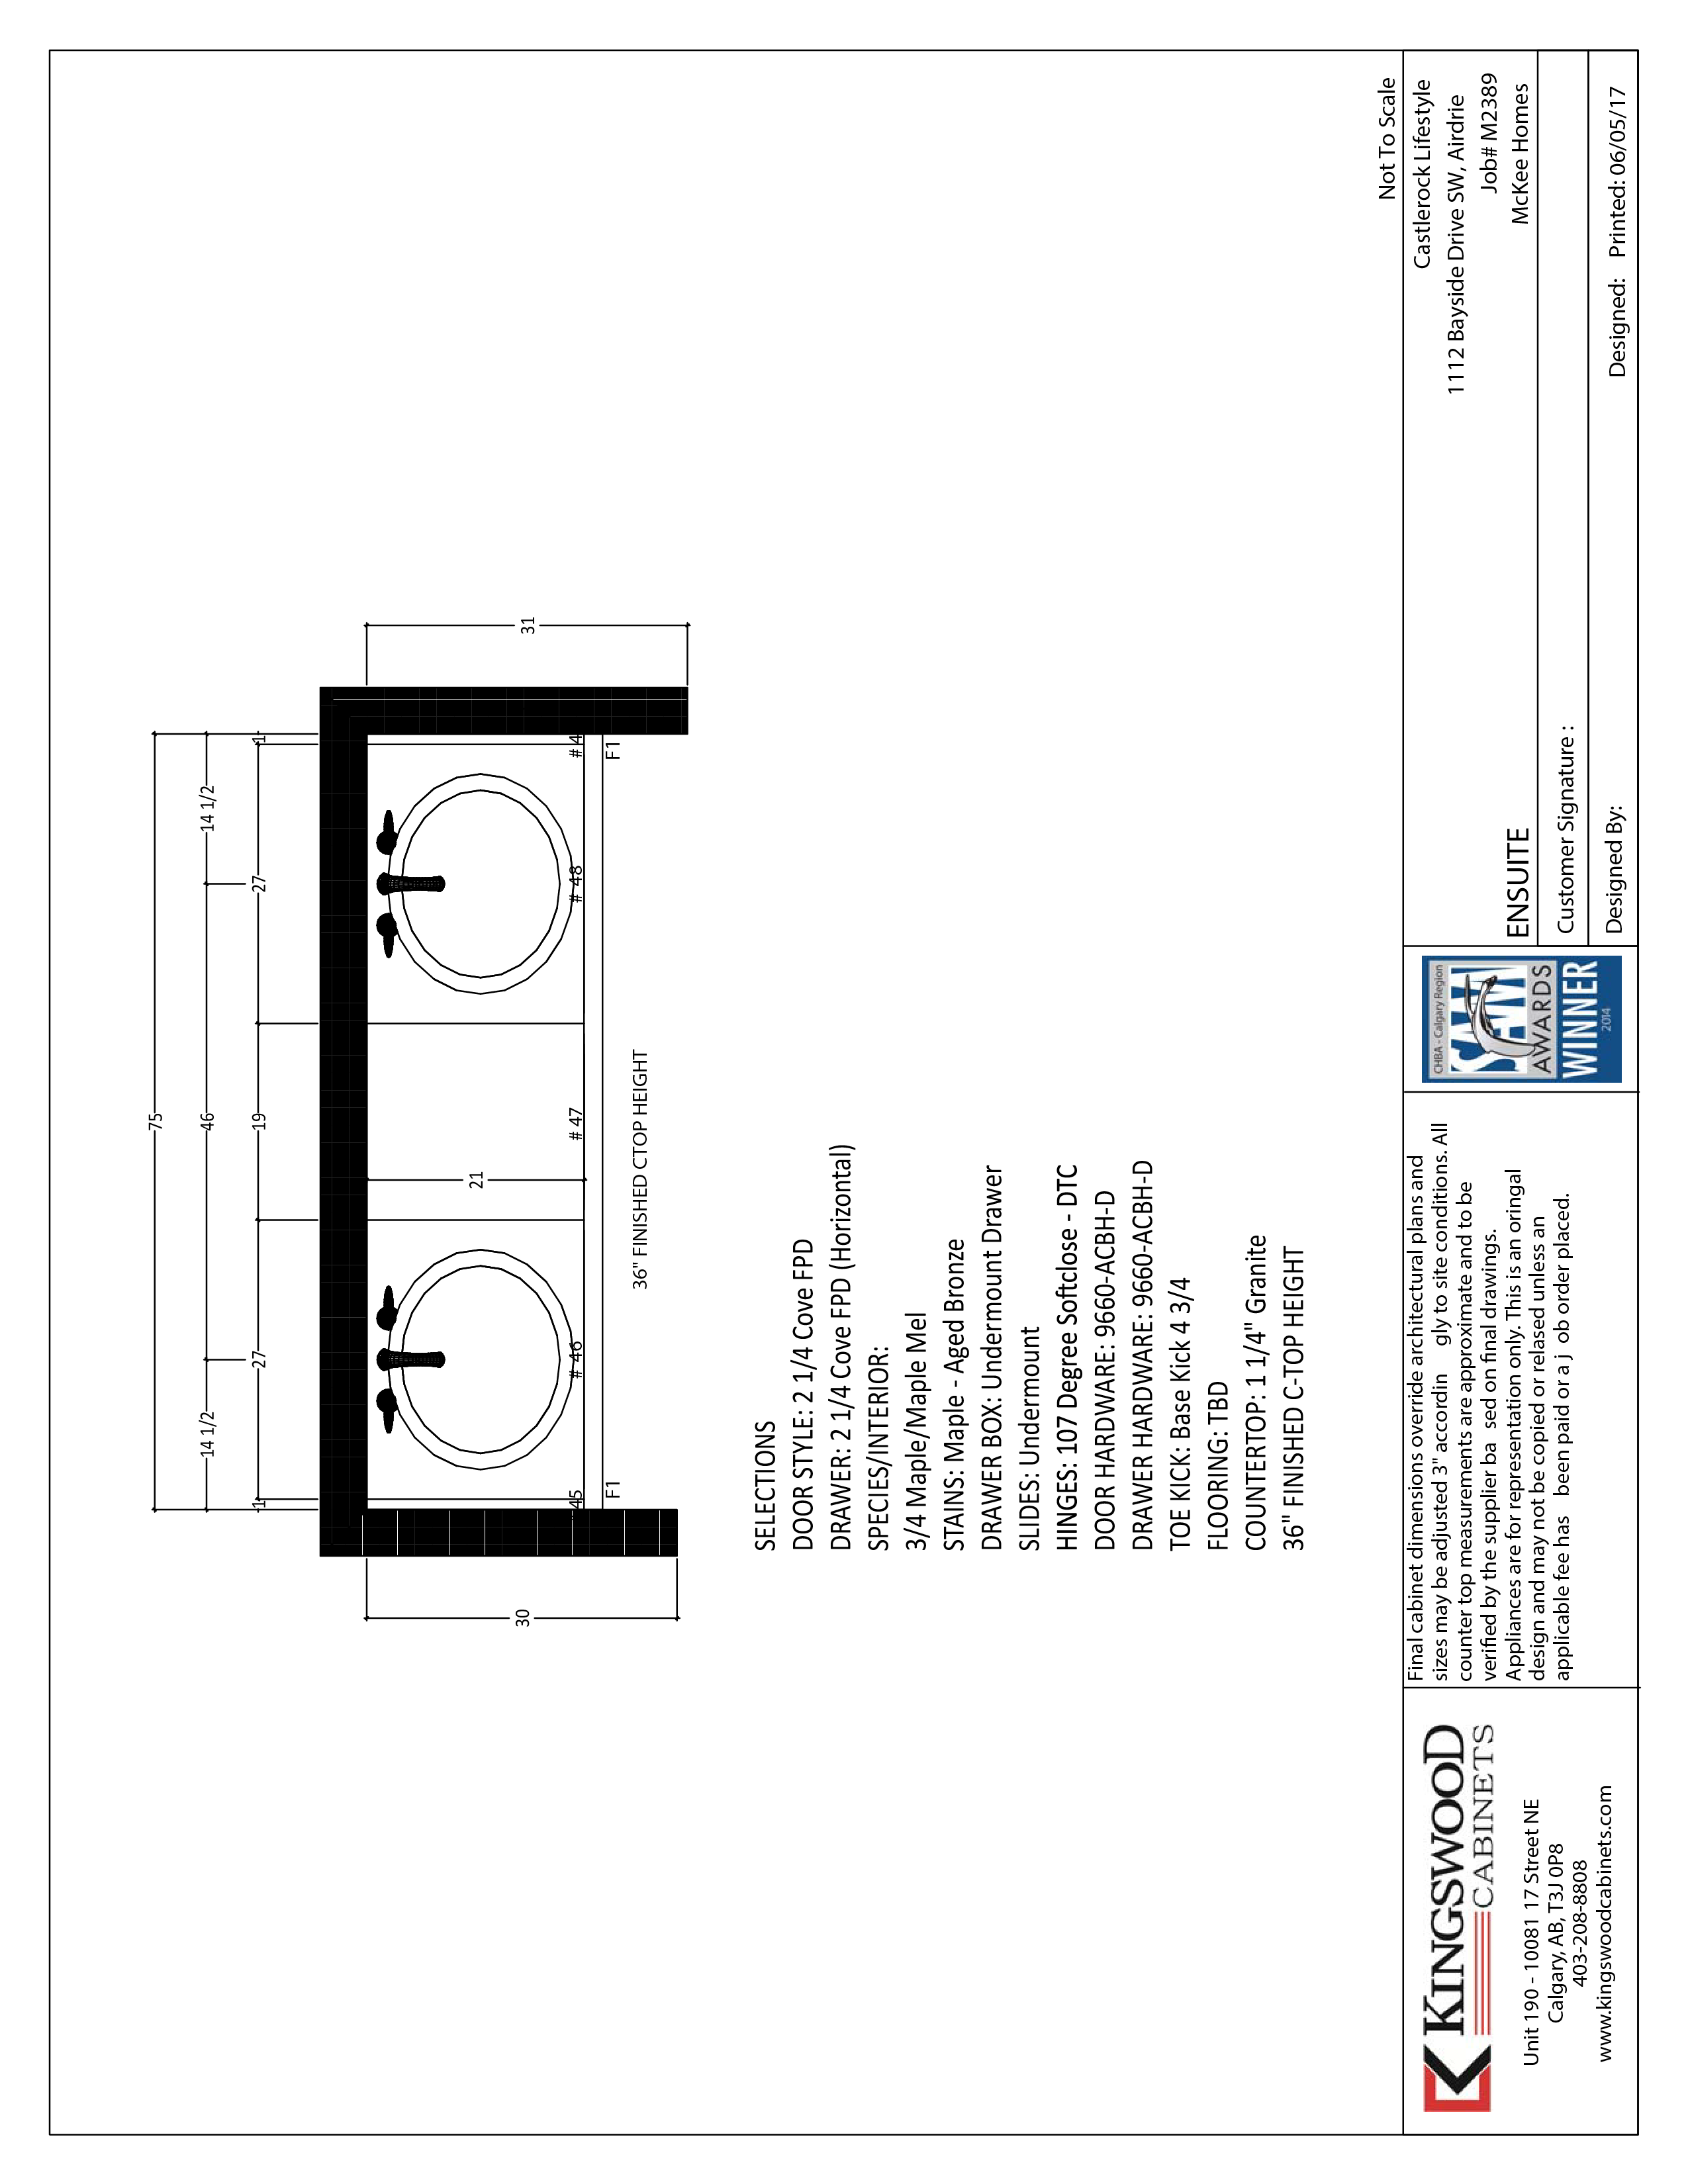 75
14 1/2
46
14 1/2
1
27
19
27
1
30
21
31
45
# 46
# 47
# 48
# 4
F1
F1
36" FINISHED CTOP HEIGHT
SELECTIONS
DOOR STYLE: 2 1/4 Cove FPD
DRAWER: 2 1/4 Cove FPD (Horizontal)
SPECIES/INTERIOR:
3/4 Maple/Maple Mel
STAINS: Maple - Aged Bronze
DRAWER BOX: Undermount Drawer
SLIDES: Undermount
HINGES: 107 Degree Softclose - DTC
DOOR HARDWARE: 9660-ACBH-D
DRAWER HARDWARE: 9660-ACBH-D
TOE KICK: Base Kick 4 3/4
FLOORING: TBD
COUNTERTOP: 1 1/4" Granite
36" FINISHED C-TOP HEIGHT
Not To Scale
KINGSWOOD
CABINETS
Unit 190 - 10081 17 Street NE
Calgary, AB, T3J 0P8
403-208-8808
www.kingswoodcabinets.com
Final cabinet dimensions override architectural plans and
sizes may be adjusted 3" accordin gly to site conditions. All
counter top measurements are approximate and to be
verified by the supplier ba sed on final drawings.
Appliances are for representation only. This is an oringal
design and may not be copied or relased unless an
applicable fee has been paid or a j ob order placed.
CHBA - Calgary Region
SAM
AWARDS
WINNER
2014
Castlerock Lifestyle
1112 Bayside Drive SW, Airdrie
Job# M2389
McKee Homes
ENSUITE
Customer Signature :
Designed By:
Designed:
Printed: 06/05/17